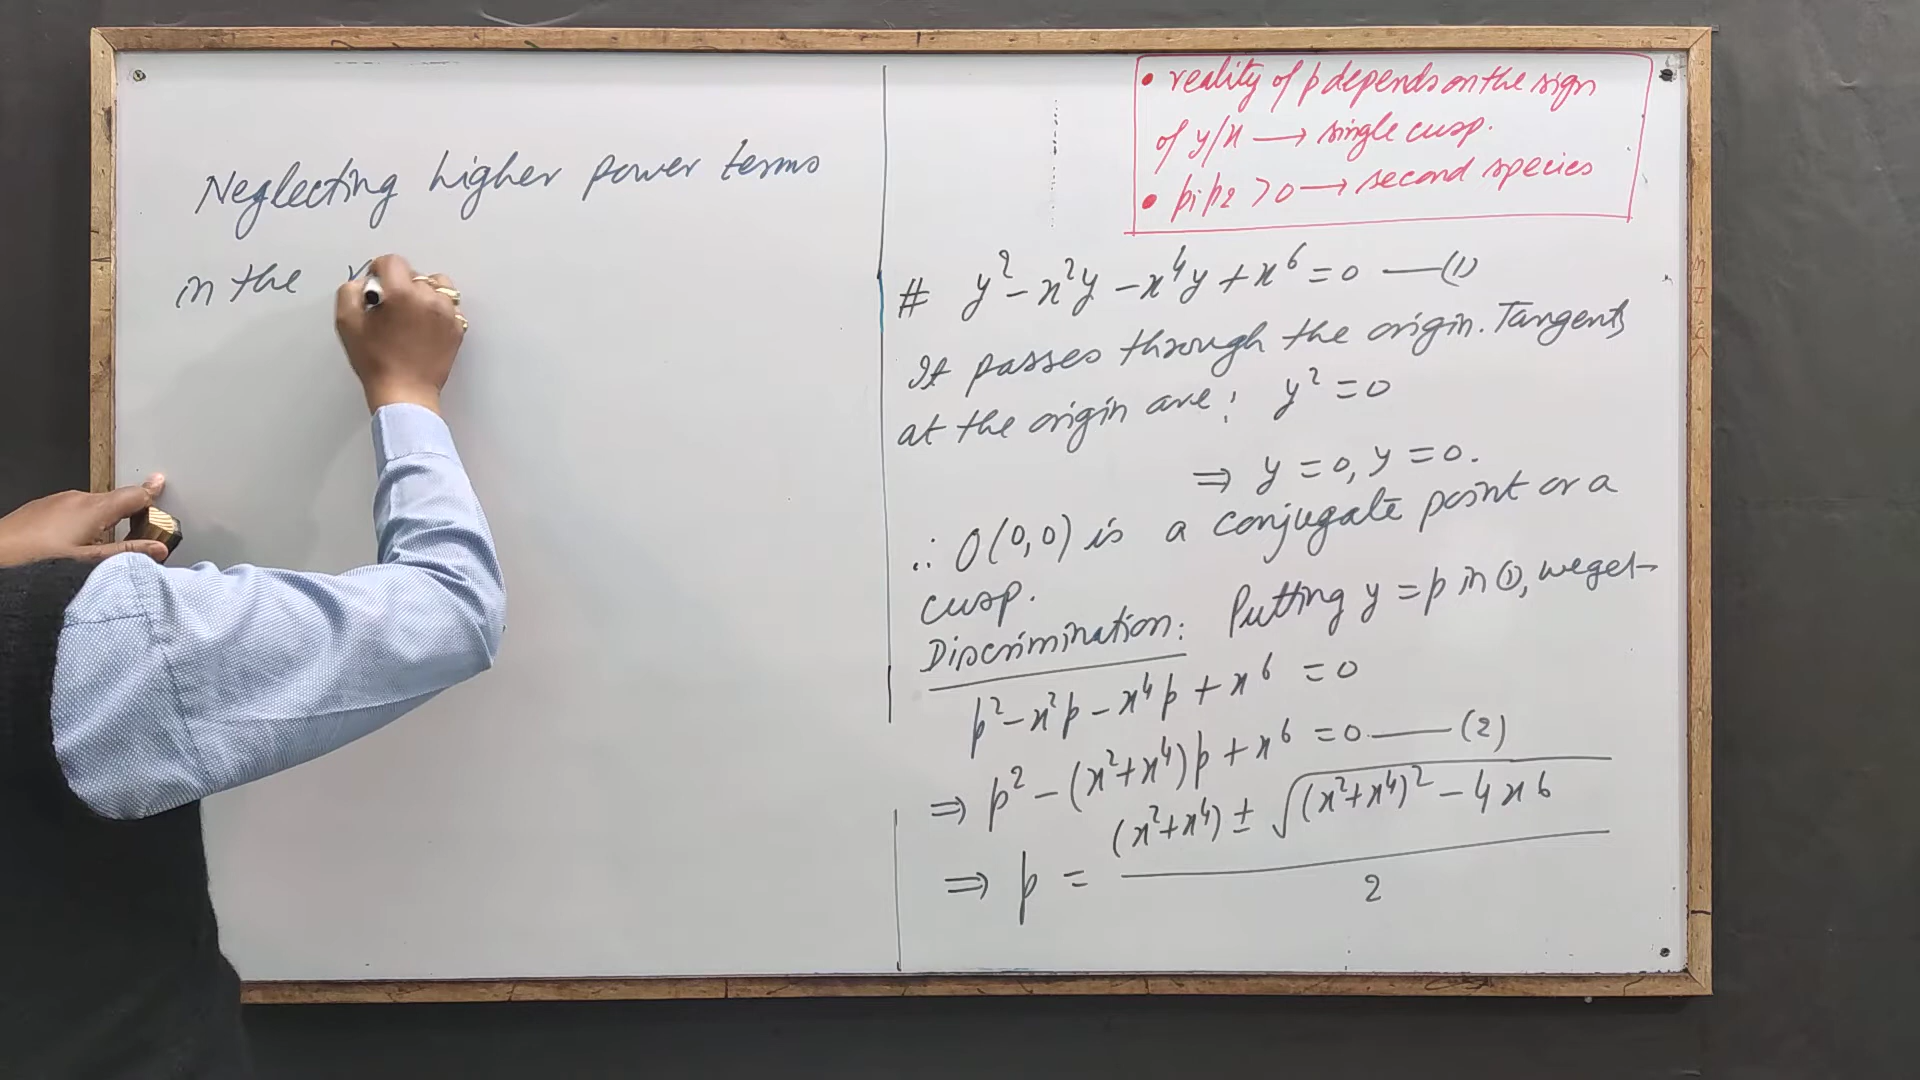 Neglecting higher power terms
in the
• reality of p depends on the sign
of y/x → single cusp.
• p₁p₂ > 0 → second species
# y² - x²y - x⁴y + x⁶ = 0 —(1)
It passes through the origin. Tangents
at the origin are: y² = 0
⇒ y = 0, y = 0.
∴ O(0,0) is a conjugate point or a
cusp.
Discrimination: Putting y = p in ①, we get
p² - x²p - x⁴p + x⁶ = 0
⇒ p² - (x² + x⁴)p + x⁶ = 0 —(2)
⇒ p = ((x² + x⁴) ± √((x² + x⁴)² - 4x⁶)) / 2